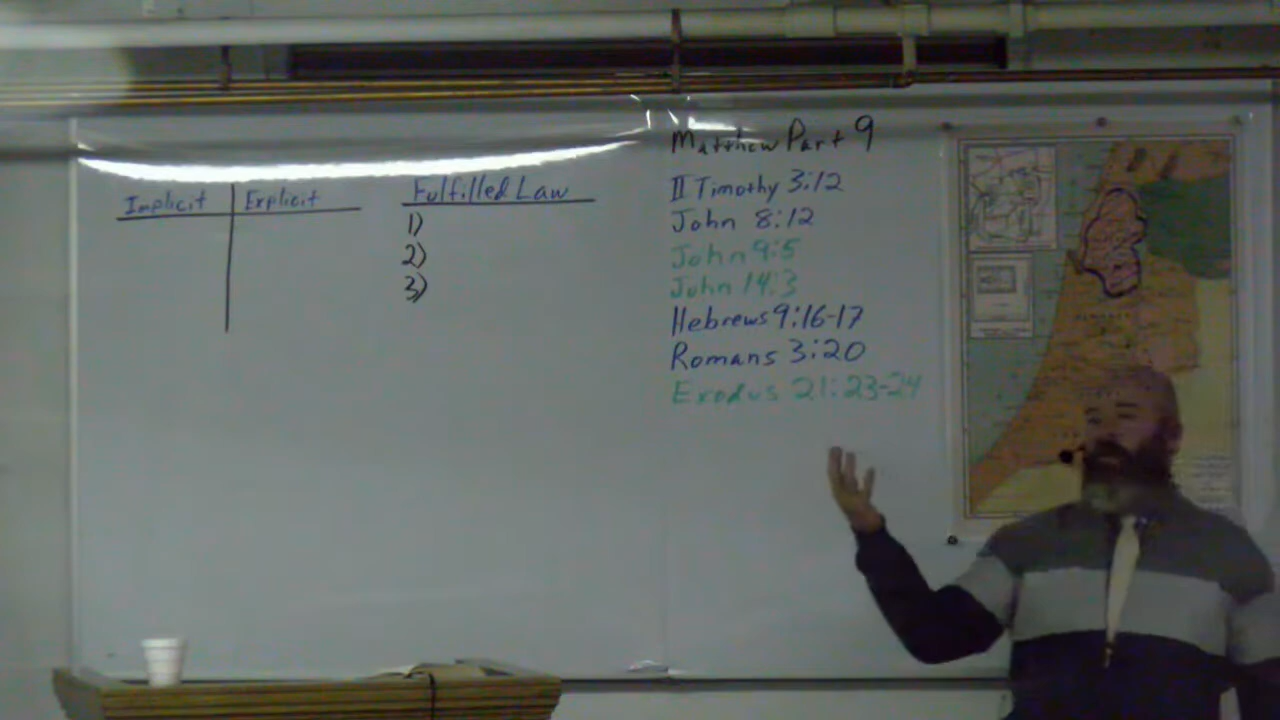 Implicit Explicit
Fulfilled Law
1)
2)
3)
Matthew Part 9
II Timothy 3:12
John 8:12
John 9:5
John 14:3
Hebrews 9:16-17
Romans 3:20
Exodus 21:23-24